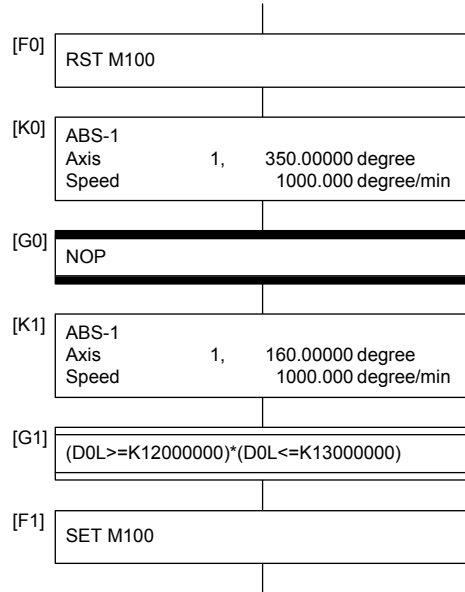 [F0]
RST M100
[K0]
ABS-1
Axis 1, 350.00000 degree
Speed 1000.000 degree/min
[G0]
NOP
[K1]
ABS-1
Axis 1, 160.00000 degree
Speed 1000.000 degree/min
[G1]
(D0L>=K12000000)*(D0L<=K13000000)
[F1]
SET M100